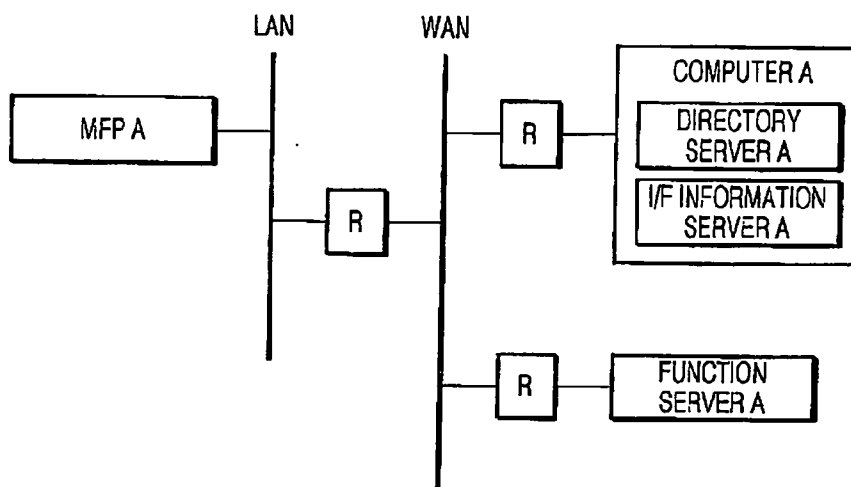 LAN
WAN
MFP A
R
R
COMPUTER A
DIRECTORY
SERVER A
I/F INFORMATION
SERVER A
R
FUNCTION
SERVER A